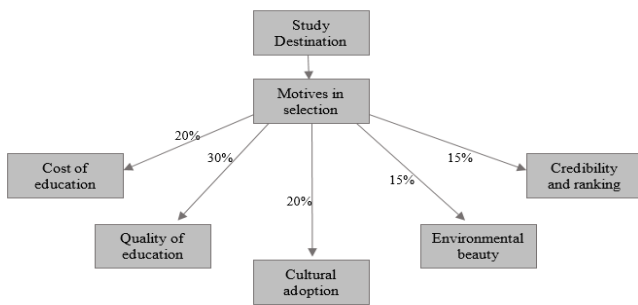 Study
Destination
Motives in
selection
20%
30%
20%
15%
15%
Cost of
education
Quality of
education
Cultural
adoption
Environmental
beauty
Credibility
and ranking